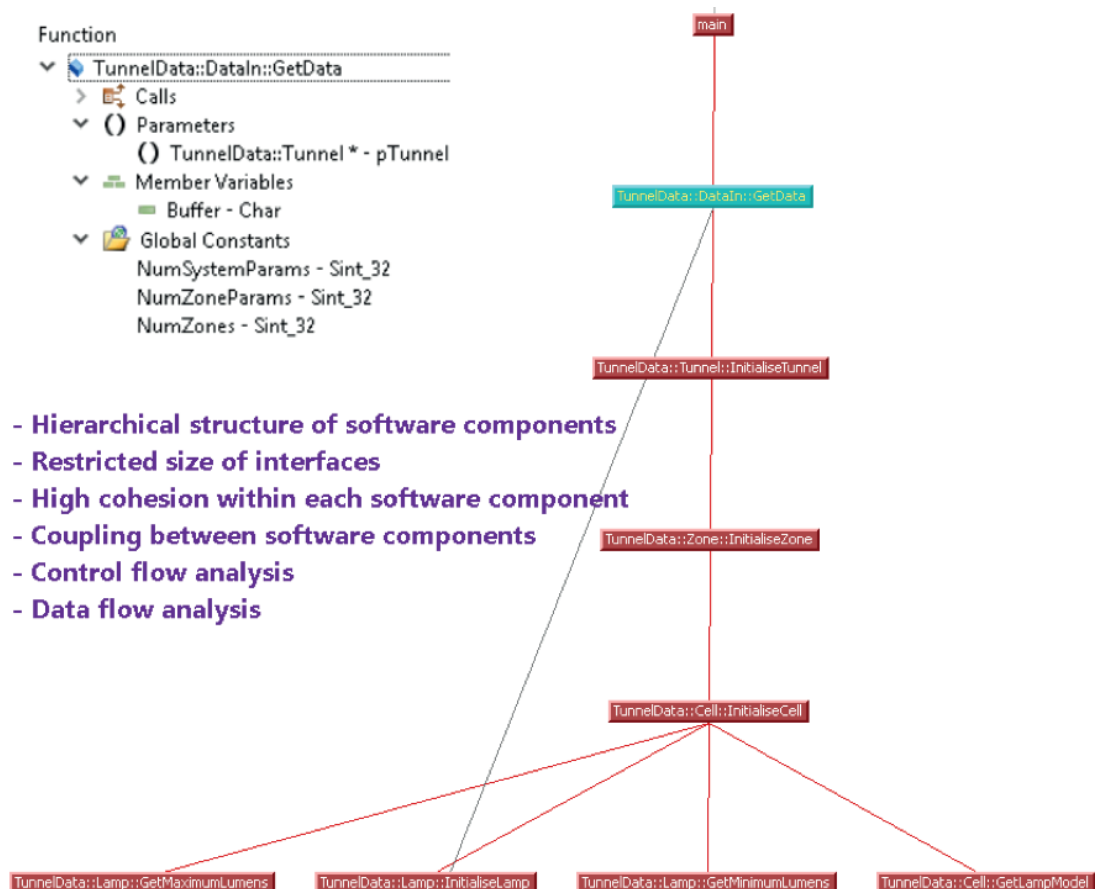 Function
TunnelData::DataIn::GetData
Calls
() Parameters
() TunnelData::Tunnel * - pTunnel
Member Variables
Buffer - Char
Global Constants
NumSystemParams - Sint_32
NumZoneParams - Sint_32
NumZones - Sint_32
- Hierarchical structure of software components
- Restricted size of interfaces
- High cohesion within each software component
- Coupling between software components
- Control flow analysis
- Data flow analysis
main
TunnelData::DataIn::GetData
TunnelData::Tunnel::InitialiseTunnel
TunnelData::Zone::InitialiseZone
TunnelData::Cell::InitialiseCell
TunnelData::Lamp::GetMaximumLumens
TunnelData::Lamp::InitialiseLamp
TunnelData::Lamp::GetMinimumLumens
TunnelData::Cell::GetLampModel